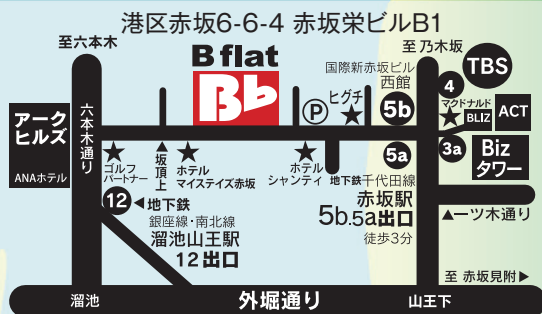 港区赤坂6-6-4 赤坂栄ビルB1
至六本木
B flat
Bb
至乃木坂
TBS
国際新赤坂ビル
西館
4
ヒグチ
P
5b
マクドナルド
BLIZ
ACT
アーク
ヒルズ
ANAホテル
六本木通り
ゴルフ
パートナー
▲坂頂上
ホテル
マイステイズ赤坂
ホテル
シャンティ
5a
3a
Biz
タワー
地下鉄千代田線
赤坂駅
5b.5a出口
徒歩3分
12
◀地下鉄
銀座線・南北線
溜池山王駅
12出口
▲一ツ木通り
至 赤坂見附▶
溜池
外堀通り
山王下